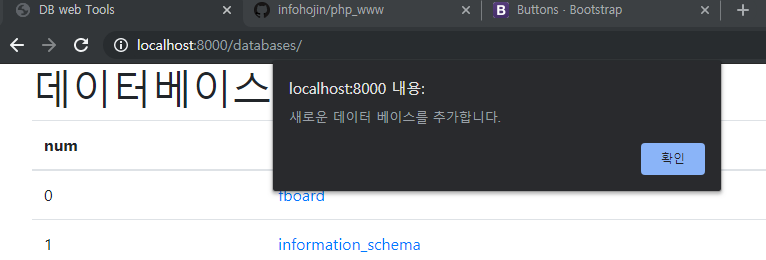 DB web Tools
infohojin/php_www
Buttons · Bootstrap
localhost:8000/databases/
데이터베이스
localhost:8000 내용:
새로운 데이터 베이스를 추가합니다.
확인
num
0 fboard
1 information_schema